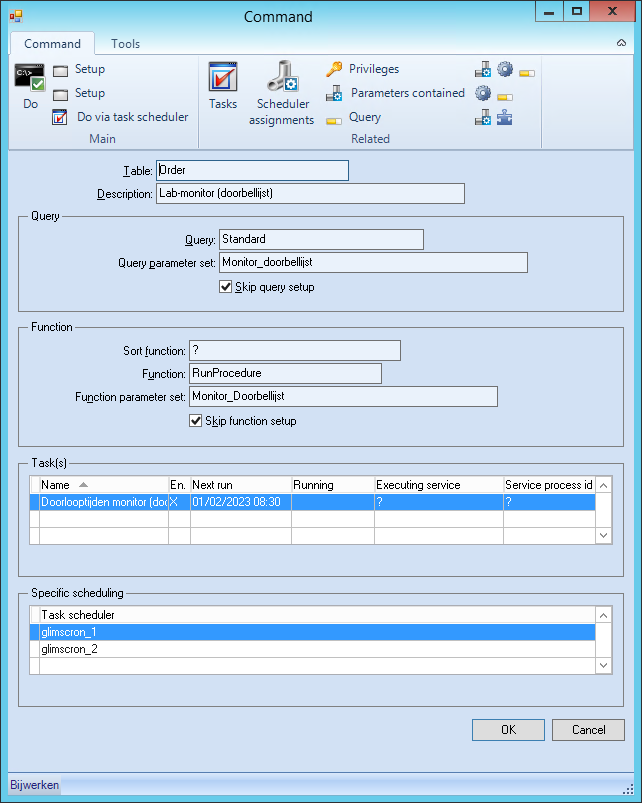 Command
Command Tools
Do
Setup
Setup
Do via task scheduler
Main
Tasks
Scheduler assignments
Privileges
Parameters contained
Query
Related
Table: Order
Description: Lab-monitor (doorbellijst)
Query
Query: Standard
Query parameter set: Monitor_doorbellijst
Skip query setup
Function
Sort function: ?
Function: RunProcedure
Function parameter set: Monitor_Doorbellijst
Skip function setup
Task(s)
Name En. Next run Running Executing service Service process id
Doorlooptijden monitor (doo X 01/02/2023 08:30 ? ?
Specific scheduling
Task scheduler
glimscron_1
glimscron_2
OK Cancel
Bijwerken